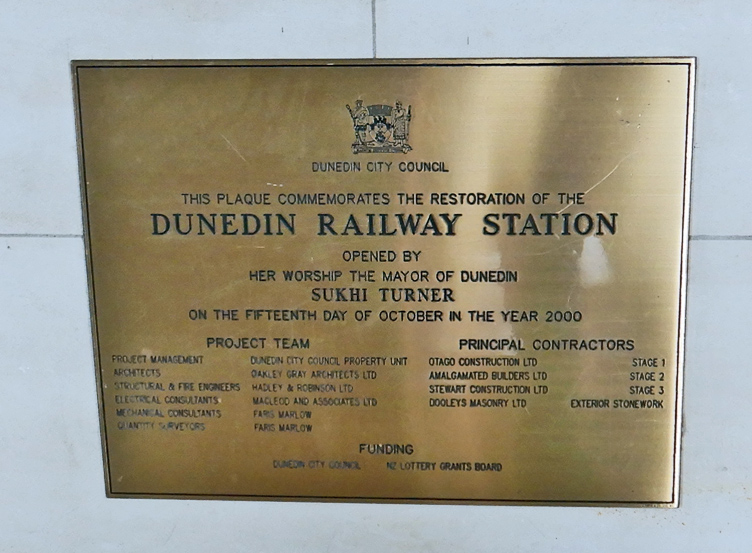 DUNEDIN CITY COUNCIL
THIS PLAQUE COMMEMORATES THE RESTORATION OF THE
DUNEDIN RAILWAY STATION
OPENED BY
HER WORSHIP THE MAYOR OF DUNEDIN
SUKHI TURNER
ON THE FIFTEENTH DAY OF OCTOBER IN THE YEAR 2000
PROJECT TEAM
PROJECT MANAGEMENT DUNEDIN CITY COUNCIL PROPERTY UNIT
ARCHITECTS OAKLEY GRAY ARCHITECTS LTD
STRUCTURAL & FIRE ENGINEERS HADLEY & ROBINSON LTD
ELECTRICAL CONSULTANTS MACLEOD AND ASSOCIATES LTD
MECHANICAL CONSULTANTS FARIS MARLOW
QUANTITY SURVEYORS FARIS MARLOW
PRINCIPAL CONTRACTORS
OTAGO CONSTRUCTION LTD STAGE 1
AMALGAMATED BUILDERS LTD STAGE 2
STEWART CONSTRUCTION LTD STAGE 3
DOOLEYS MASONRY LTD EXTERIOR STONEWORK
FUNDING
DUNEDIN CITY COUNCIL NZ LOTTERY GRANTS BOARD